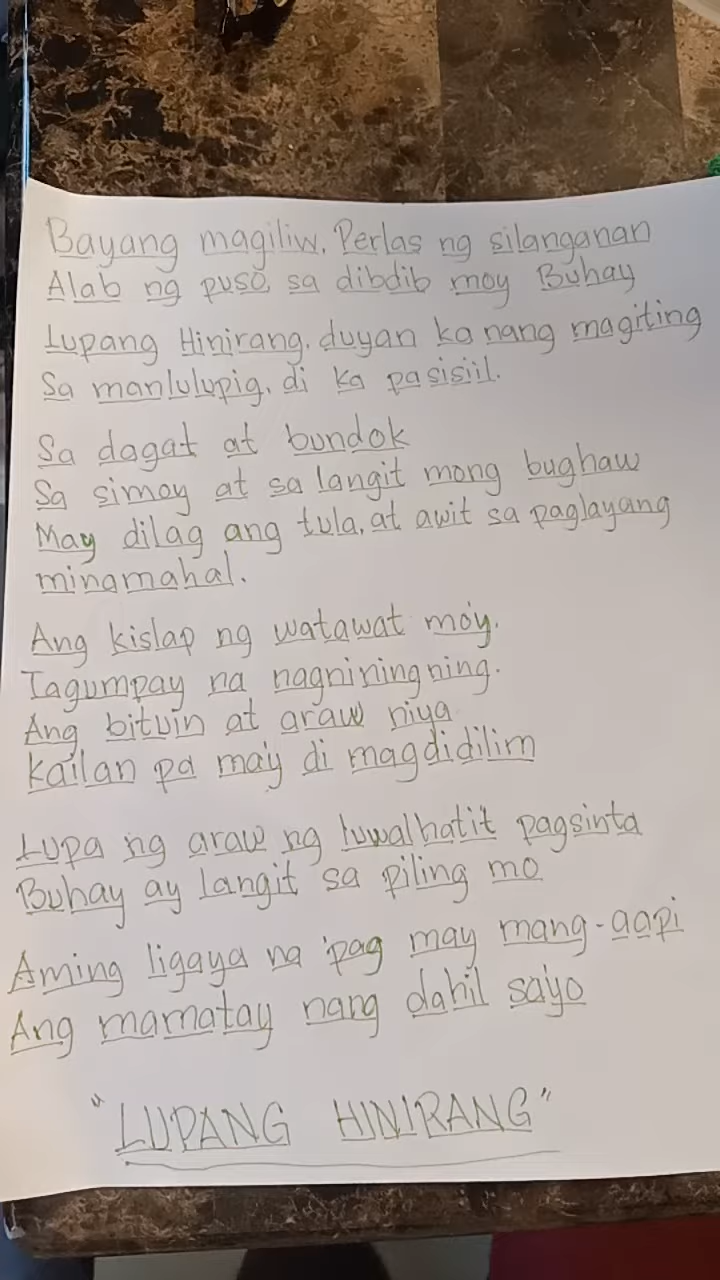 Bayang magiliw, Perlas ng silanganan
Alab ng puso, sa dibdib moy Buhay
Lupang Hinirang, duyan ka nang magiting
Sa manlulupig, di ka pasisiil.
Sa dagat at bundok
Sa simoy at sa langit mong bughaw
May dilag ang tula, at awit sa paglayang
minamahal.
Ang kislap ng watawat mo'y.
Tagumpay na nagniningning.
Ang bituin at araw niya
Kailan pa may di magdidilim
Lupa ng araw ng luwalhatit pagsinta
Buhay ay langit sa piling mo
Aming ligaya na 'pag may mang-aapi
Ang mamatay nang dahil sa'yo
"LUPANG HINIRANG"